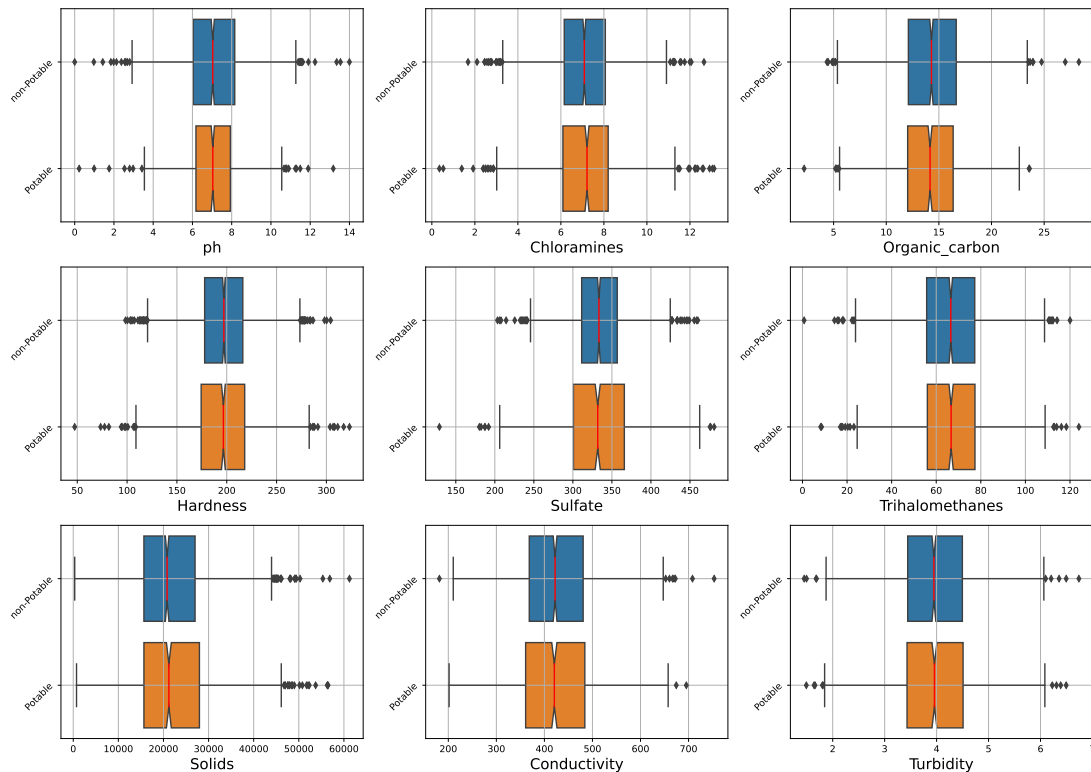 non-Potable
Potable
0 2 4 6 8 10 12 14
ph
non-Potable
Potable
0 2 4 6 8 10 12
Chloramines
non-Potable
Potable
10 15 20 25
Organic_carbon
non-Potable
Potable
50 100 150 200 250 300
Hardness
non-Potable
Potable
150 200 250 300 350 400 450
Sulfate
non-Potable
Potable
0 20 40 60 80 100 120
Trihalomethanes
non-Potable
Potable
0 10000 20000 30000 40000 50000 60000
Solids
non-Potable
Potable
200 300 400 500 600 700
Conductivity
non-Potable
Potable
2 3 4 5 6
Turbidity